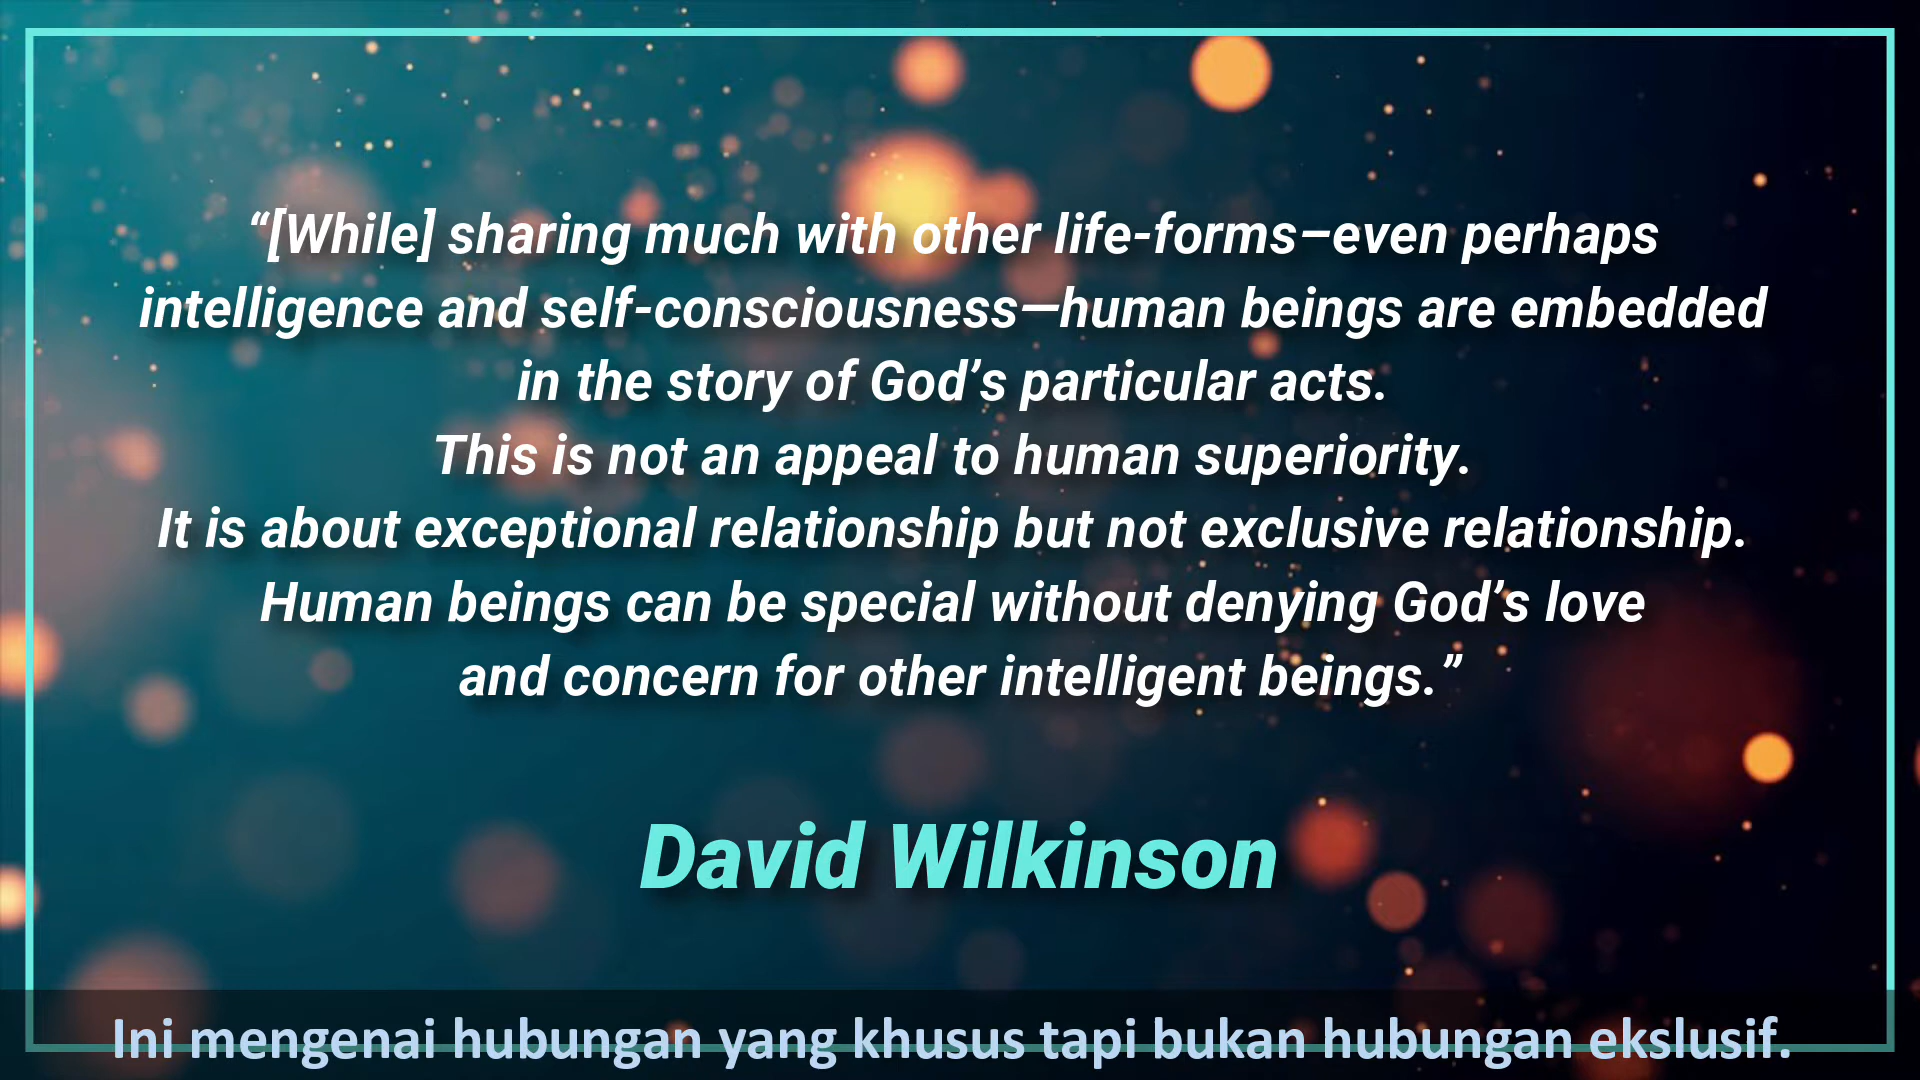 “[While] sharing much with other life-forms–even perhaps
intelligence and self-consciousness—human beings are embedded
in the story of God’s particular acts.
This is not an appeal to human superiority.
It is about exceptional relationship but not exclusive relationship.
Human beings can be special without denying God’s love
and concern for other intelligent beings.”
David Wilkinson
Ini mengenai hubungan yang khusus tapi bukan hubungan ekslusif.